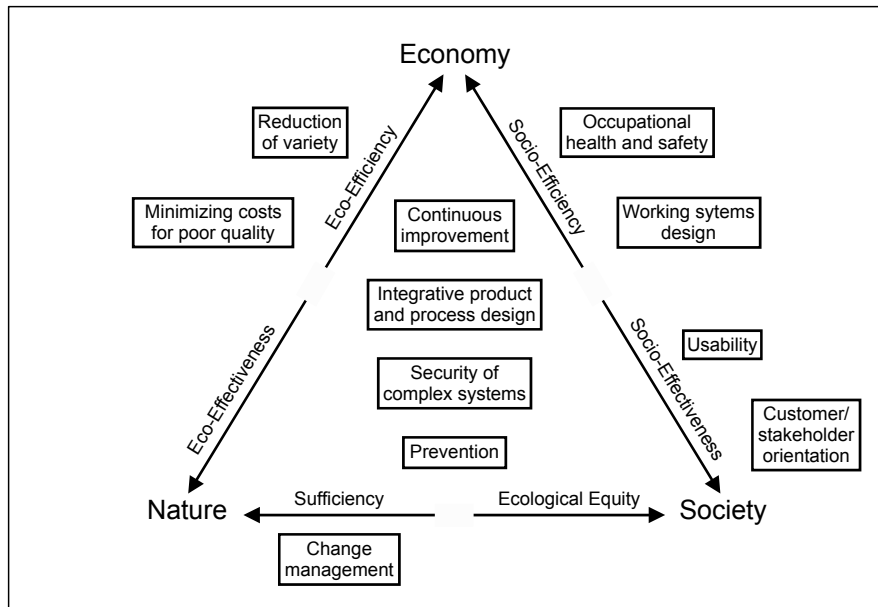 Economy
Reduction
of variety
Eco-Efficiency
Socio-Efficiency
Occupational
health and safety
Minimizing costs
for poor quality
Continuous
improvement
Working sytems
design
Integrative product
and process design
Eco-Effectiveness
Socio-Effectiveness
Usability
Security of
complex systems
Customer/
stakeholder
orientation
Prevention
Nature
Sufficiency
Ecological Equity
Society
Change
management